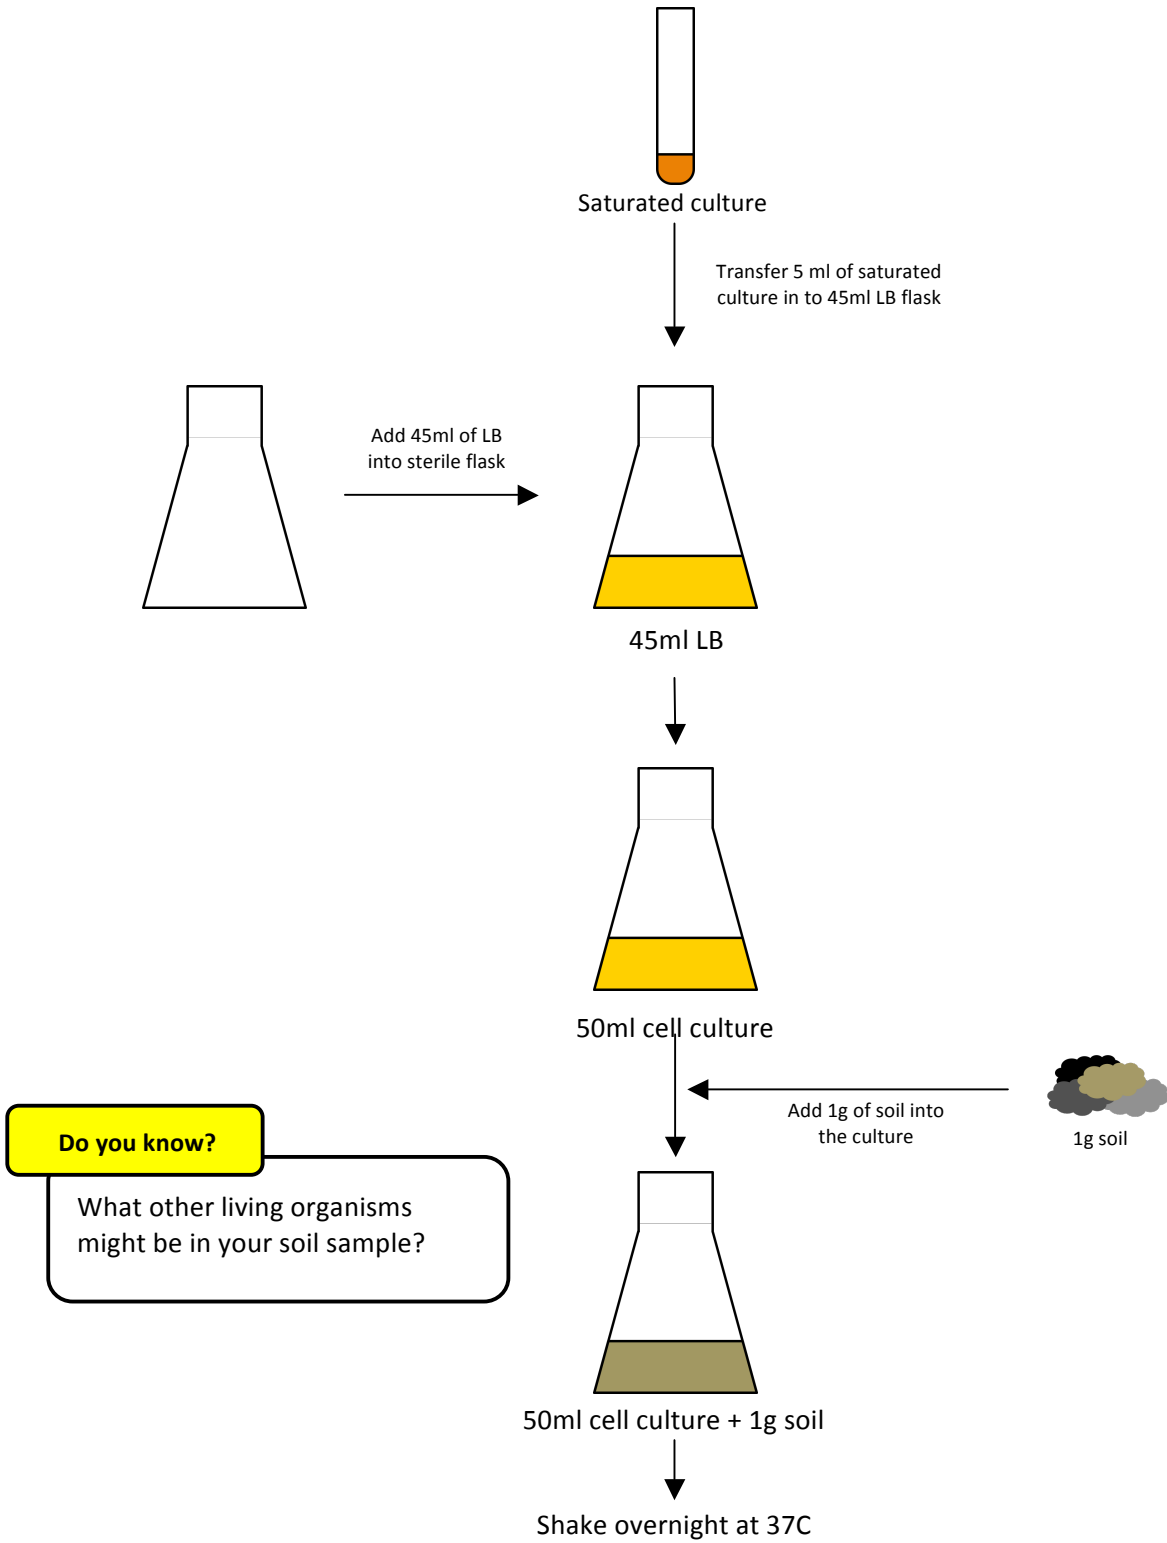 Saturated culture
Transfer 5 ml of saturated
culture in to 45ml LB flask
Add 45ml of LB
into sterile flask
45ml LB
50ml cell culture
Add 1g of soil into
the culture
1g soil
Do you know?
What other living organisms
might be in your soil sample?
50ml cell culture + 1g soil
Shake overnight at 37C